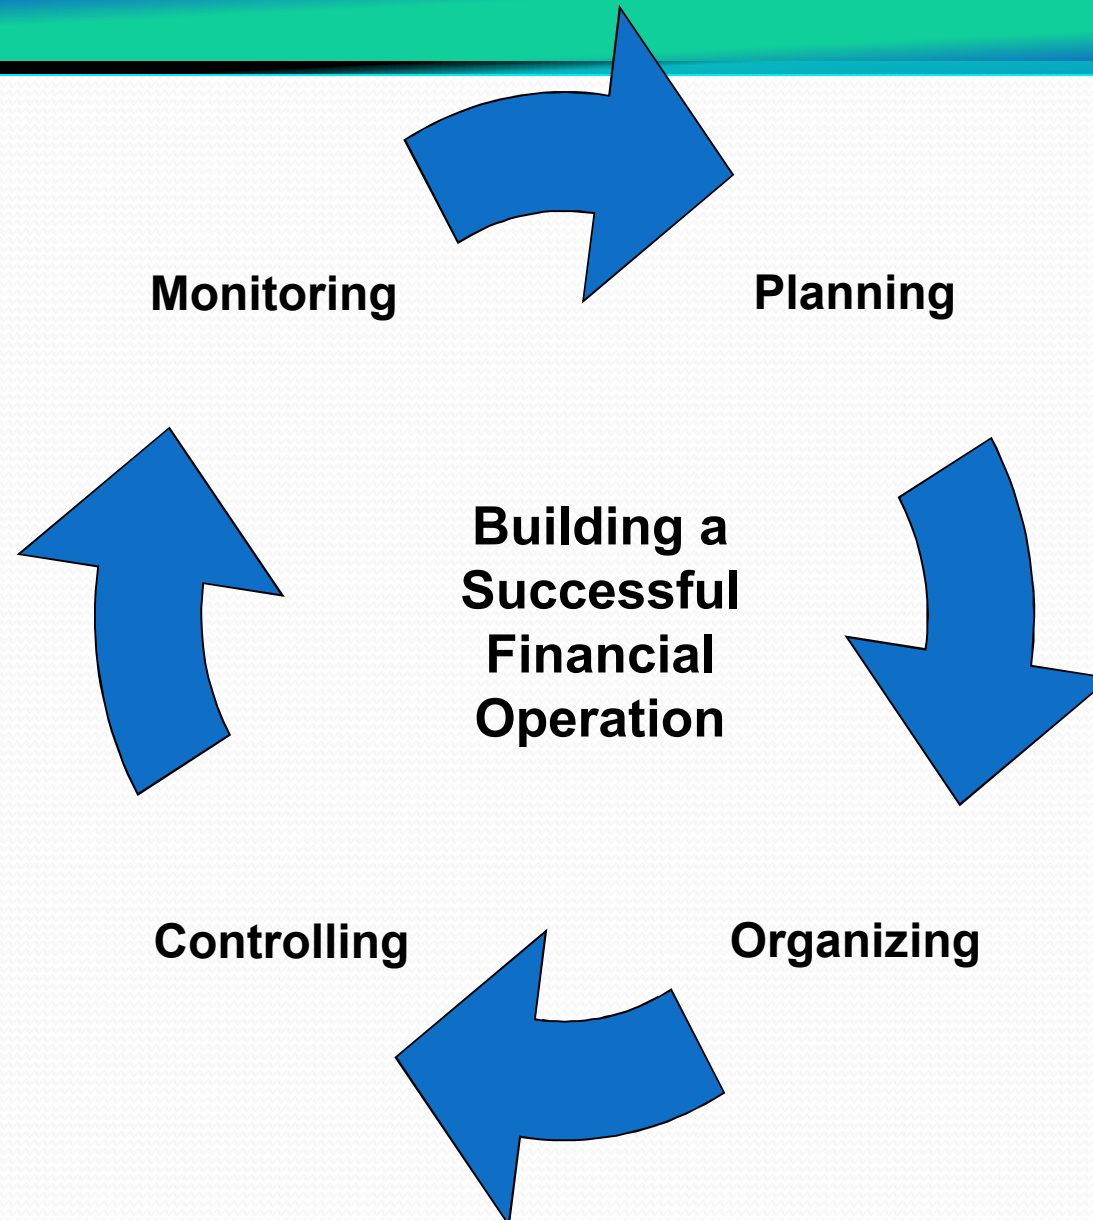 Monitoring
Planning
Building a
Successful
Financial
Operation
Controlling
Organizing